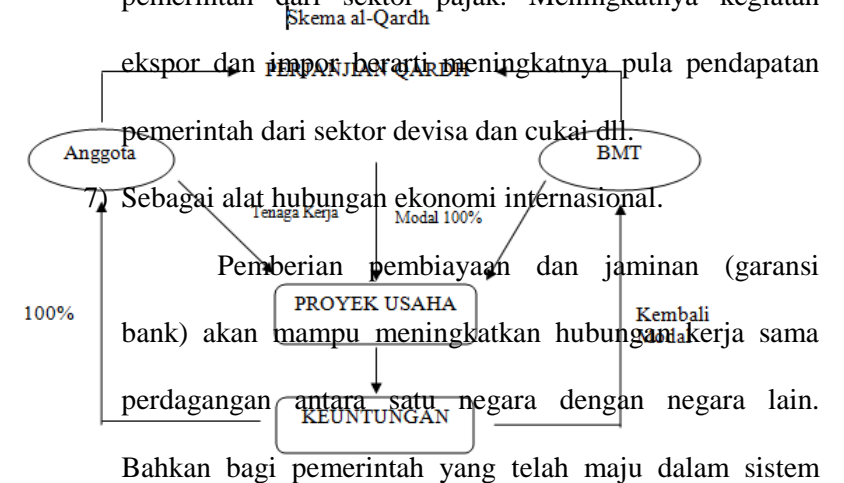 pemerintah dari sektor pajak. Meningkatnya kegiatan
Skema al-Qardh
ekspor dan impor berarti meningkatnya pula pendapatan
PERJANJIAN QARDH
pemerintah dari sektor devisa dan cukai dll.
Anggota
BMT
7) Sebagai alat hubungan ekonomi internasional.
Tenaga Kerja
Modal 100%
Pemberian pembiayaan dan jaminan (garansi
PROYEK USAHA
100%
Kembali
Modal
bank) akan mampu meningkatkan hubungan kerja sama
perdagangan antara satu negara dengan negara lain.
KEUNTUNGAN
Bahkan bagi pemerintah yang telah maju dalam sistem